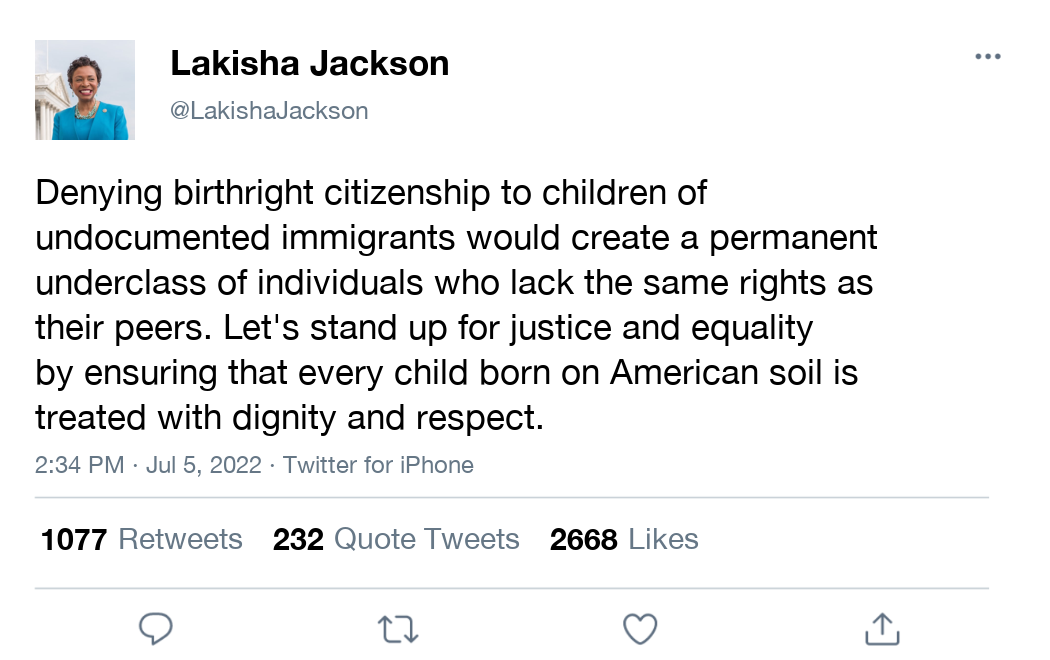 Lakisha Jackson
@LakishaJackson
Denying birthright citizenship to children of
undocumented immigrants would create a permanent
underclass of individuals who lack the same rights as
their peers. Let's stand up for justice and equality
by ensuring that every child born on American soil is
treated with dignity and respect.
2:34 PM · Jul 5, 2022 · Twitter for iPhone
1077 Retweets 232 Quote Tweets 2668 Likes